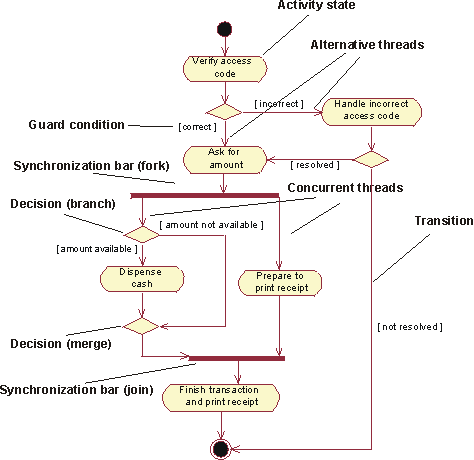 Activity state
Verify access
code
Alternative threads
[ incorrect ]
Handle incorrect
access code
Guard condition
[ correct ]
Ask for
amount
[ resolved ]
Synchronization bar (fork)
Concurrent threads
Decision (branch)
[ amount not available ]
Transition
[ amount available ]
Dispense
cash
Prepare to
print receipt
[ not resolved ]
Decision (merge)
Synchronization bar (join)
Finish transaction
and print receipt